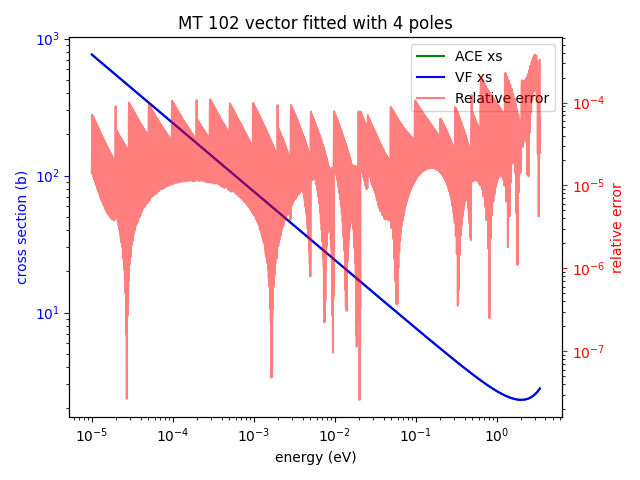 MT 102 vector fitted with 4 poles
ACE xs
VF xs
Relative error
cross section (b)
10³
10²
10¹
relative error
10⁻⁴
10⁻⁵
10⁻⁶
10⁻⁷
10⁻⁵ 10⁻⁴ 10⁻³ 10⁻² 10⁻¹ 10⁰
energy (eV)